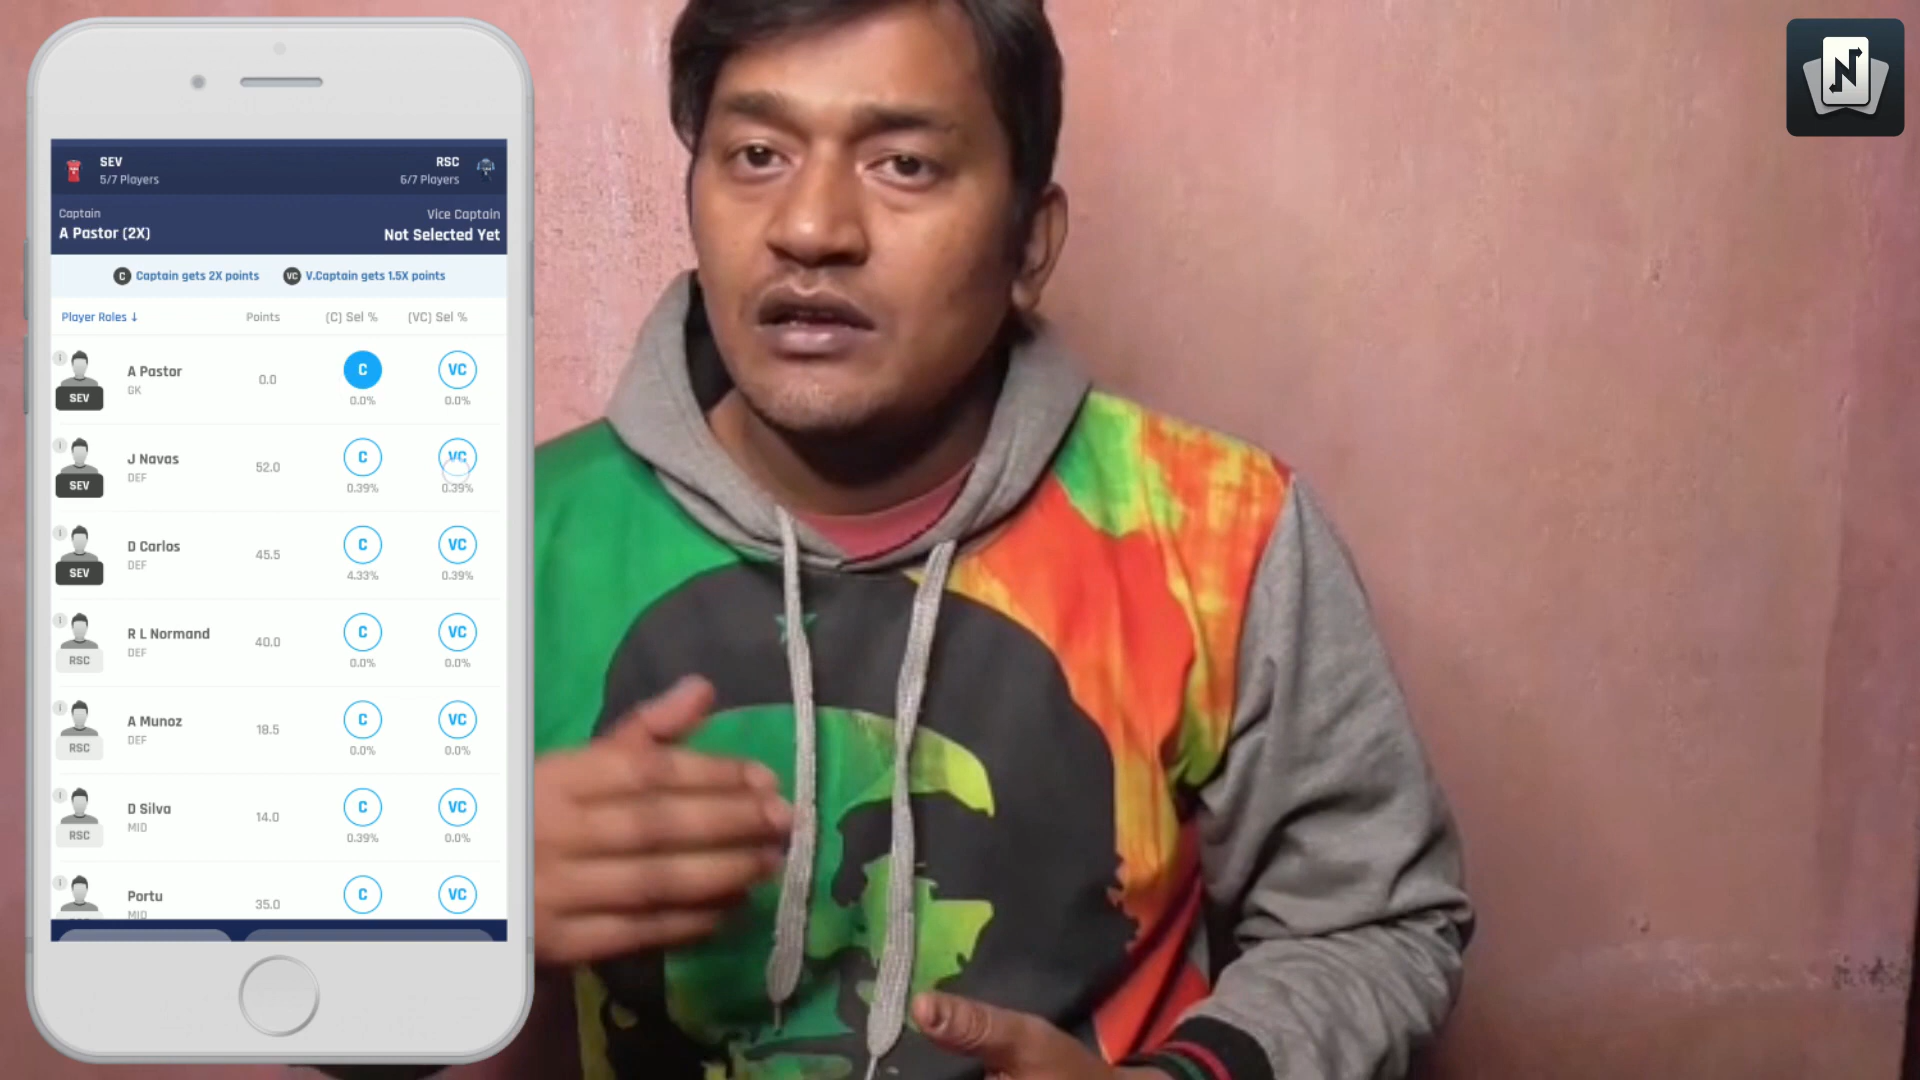 SEV
5/7 Players
RSC
6/7 Players
Captain
A Pastor (2X)
Vice Captain
Not Selected Yet
C Captain gets 2X points
VC V.Captain gets 1.5X points
Player Roles ↓ Points (C) Sel % (VC) Sel %
i
A Pastor
GK
SEV
0.0
C
0.0%
VC
0.0%
i
J Navas
DEF
SEV
52.0
C
0.39%
VC
0.39%
i
D Carlos
DEF
SEV
45.5
C
4.33%
VC
0.39%
i
R L Normand
DEF
RSC
40.0
C
0.0%
VC
0.0%
i
A Munoz
DEF
RSC
18.5
C
0.0%
VC
0.0%
i
D Silva
MID
RSC
14.0
C
0.39%
VC
0.0%
i
Portu
MID
35.0
C
VC
N